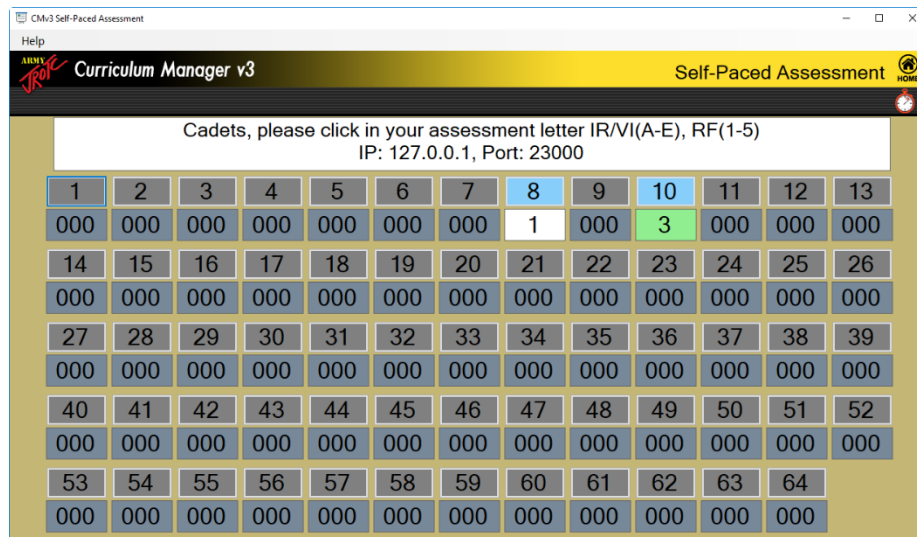 CMv3 Self-Paced Assessment
Help
ARMY JROTC Curriculum Manager v3 Self-Paced Assessment HOME
Cadets, please click in your assessment letter IR/VI(A-E), RF(1-5)
IP: 127.0.0.1, Port: 23000
1 2 3 4 5 6 7 8 9 10 11 12 13
000 000 000 000 000 000 000 1 000 3 000 000 000
14 15 16 17 18 19 20 21 22 23 24 25 26
000 000 000 000 000 000 000 000 000 000 000 000 000
27 28 29 30 31 32 33 34 35 36 37 38 39
000 000 000 000 000 000 000 000 000 000 000 000 000
40 41 42 43 44 45 46 47 48 49 50 51 52
000 000 000 000 000 000 000 000 000 000 000 000 000
53 54 55 56 57 58 59 60 61 62 63 64
000 000 000 000 000 000 000 000 000 000 000 000